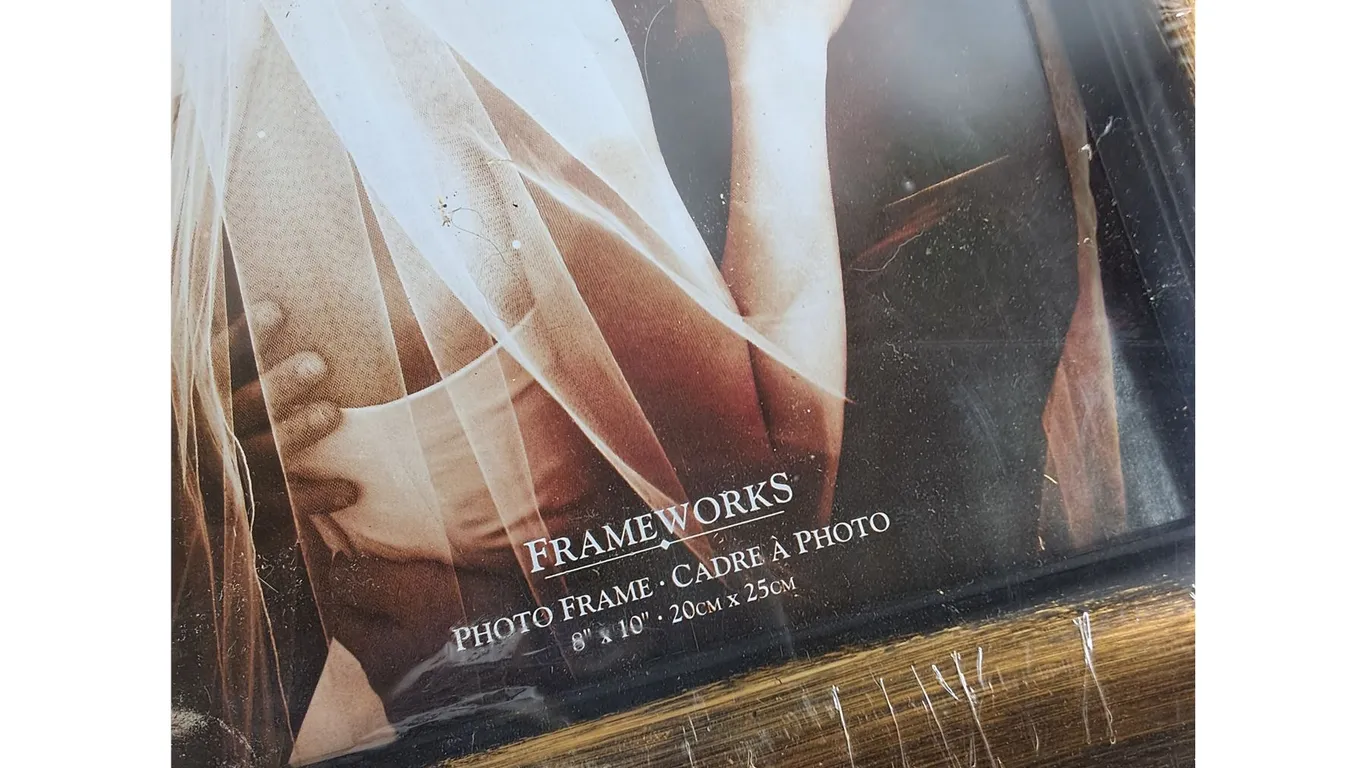 FRAMEWORKS
PHOTO FRAME · CADRE À PHOTO
8" x 10" · 20CM x 25CM